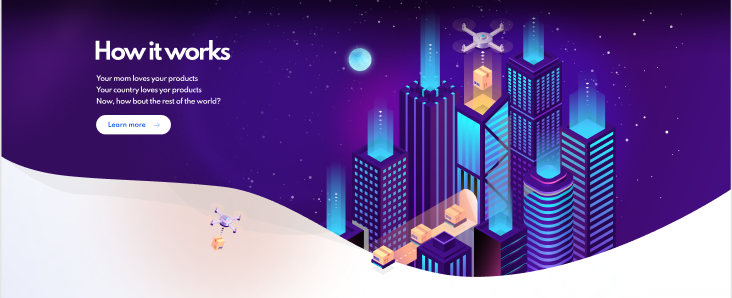 How it works
Your mom loves your products
Your country loves yor products
Now, how bout the rest of the world?
Learn more